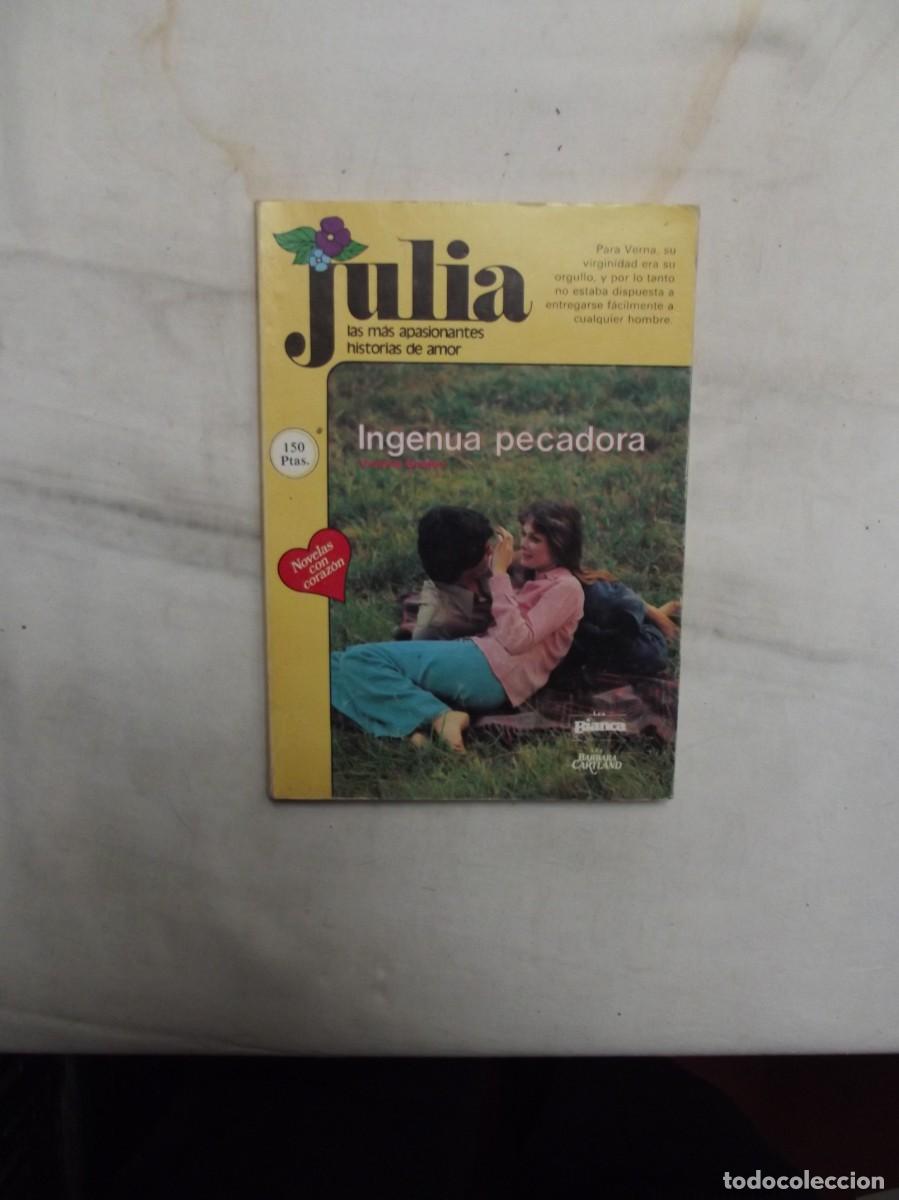 julia
las más apasionantes
historias de amor
Para Verna, su
virginidad era su
orgullo, y por lo tanto
no estaba dispuesta a
entregarse fácilmente a
cualquier hombre.
150
Ptas.
Ingenua pecadora
Novelas
con
corazón
Lea
Bianca
BARBARA
CARTLAND
todocoleccion